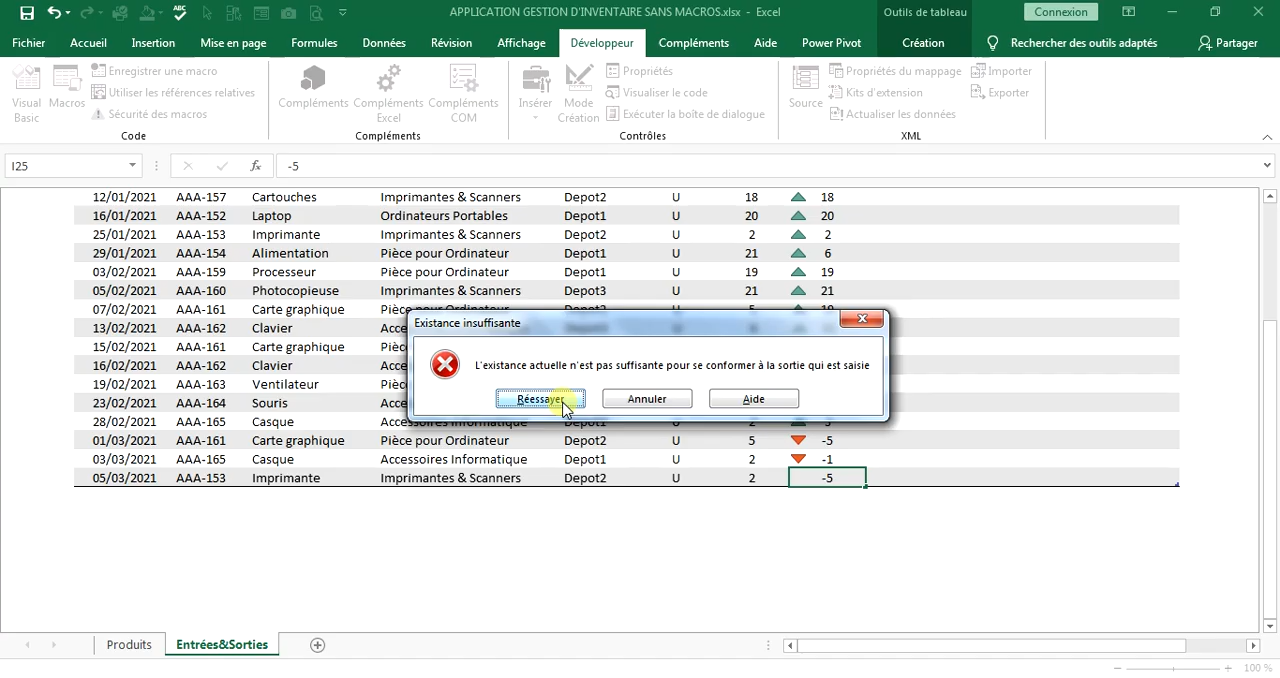 APPLICATION GESTION D'INVENTAIRE SANS MACROS.xlsx - Excel
Outils de tableau
Connexion
Fichier Accueil Insertion Mise en page Formules Données Révision Affichage Développeur Compléments Aide Power Pivot Création Rechercher des outils adaptés Partager
Visual Basic
Macros
Enregistrer une macro
Utiliser les références relatives
Sécurité des macros
Code
Compléments
Compléments Excel
Compléments COM
Compléments
Insérer
Mode Création
Propriétés
Visualiser le code
Exécuter la boîte de dialogue
Contrôles
Source
Propriétés du mappage
Kits d'extension
Actualiser les données
Importer
Exporter
XML
I25 fx -5
12/01/2021 AAA-157 Cartouches Imprimantes & Scanners Depot2 U 18 18
16/01/2021 AAA-152 Laptop Ordinateurs Portables Depot1 U 20 20
25/01/2021 AAA-153 Imprimante Imprimantes & Scanners Depot2 U 2 2
29/01/2021 AAA-154 Alimentation Pièce pour Ordinateur Depot1 U 21 6
03/02/2021 AAA-159 Processeur Pièce pour Ordinateur Depot1 U 19 19
05/02/2021 AAA-160 Photocopieuse Imprimantes & Scanners Depot3 U 21 21
07/02/2021 AAA-161 Carte graphique Pièce pour Ordinateur Depot2 U
13/02/2021 AAA-162 Clavier
15/02/2021 AAA-161 Carte graphique
16/02/2021 AAA-162 Clavier
19/02/2021 AAA-163 Ventilateur
23/02/2021 AAA-164 Souris
28/02/2021 AAA-165 Casque Accessoires Informatique Depot1 U 2
01/03/2021 AAA-161 Carte graphique Pièce pour Ordinateur Depot2 U 5 -5
03/03/2021 AAA-165 Casque Accessoires Informatique Depot1 U 2 -1
05/03/2021 AAA-153 Imprimante Imprimantes & Scanners Depot2 U 2 -5
Existance insuffisante
L'existance actuelle n'est pas suffisante pour se conformer à la sortie qui est saisie
Réessayer Annuler Aide
Produits Entrées&Sorties
100 %